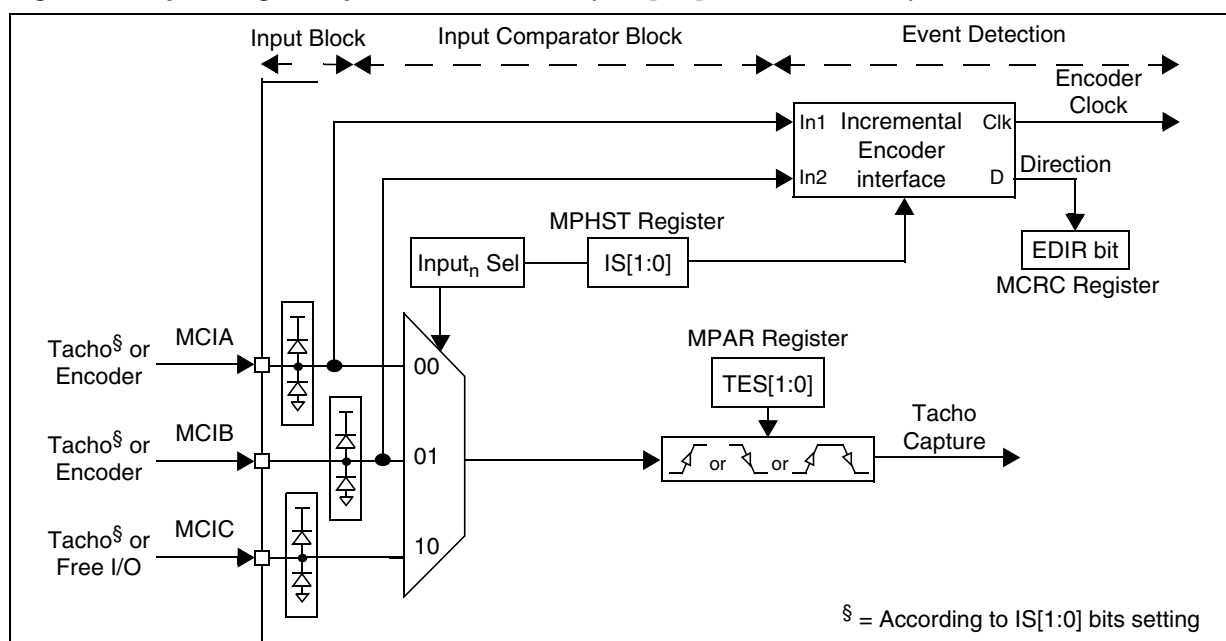 Input Block
Input Comparator Block
Event Detection
Encoder
Clock
In1
Incremental
Encoder
interface
Clk
In2
D
Direction
MPHST Register
Inputn Sel
IS[1:0]
EDIR bit
MCRC Register
Tacho§ or
Encoder
MCIA
00
MPAR Register
TES[1:0]
Tacho§ or
Encoder
MCIB
01
or
or
Tacho
Capture
Tacho§ or
Free I/O
MCIC
10
§ = According to IS[1:0] bits setting